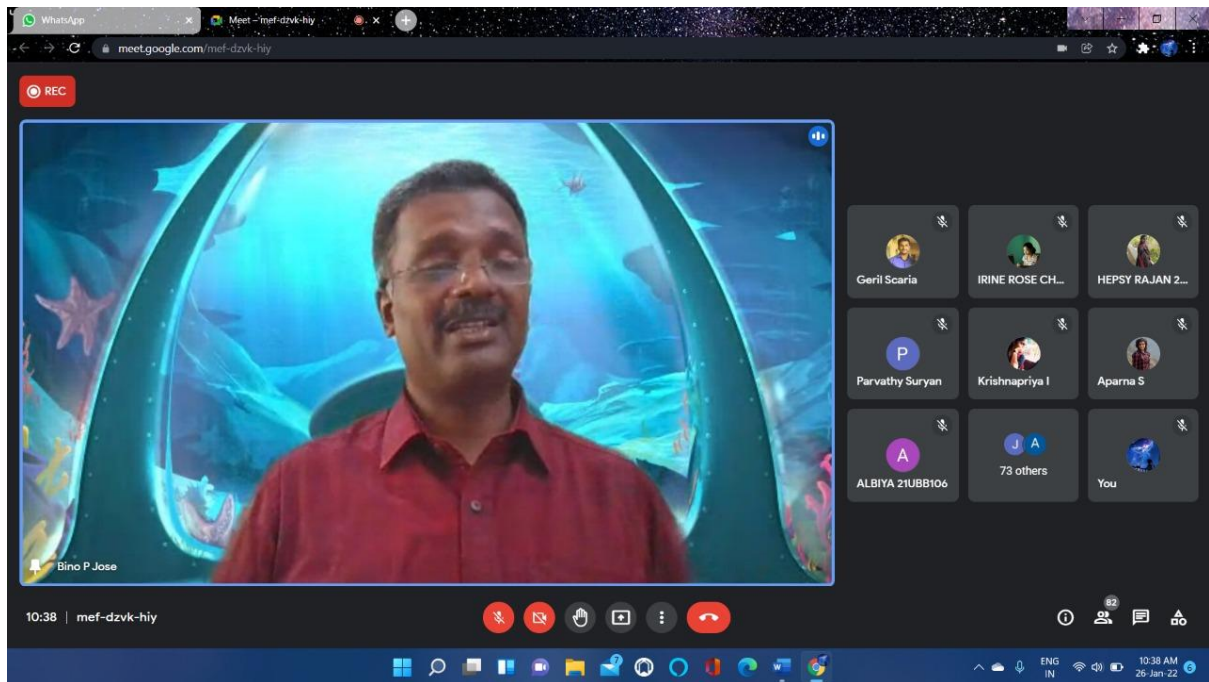 WhatsApp
Meet – mef-dzvk-hiy
meet.google.com/mef-dzvk-hiy
REC
Geril Scaria
IRINE ROSE CH...
HEPSY RAJAN 2...
P
Parvathy Suryan
Krishnapriya I
Aparna S
A
ALBIYA 21UBB106
J A
73 others
You
Bino P Jose
10:38 | mef-dzvk-hiy
82
7
ENG
IN
10:38 AM
26-Jan-22
6